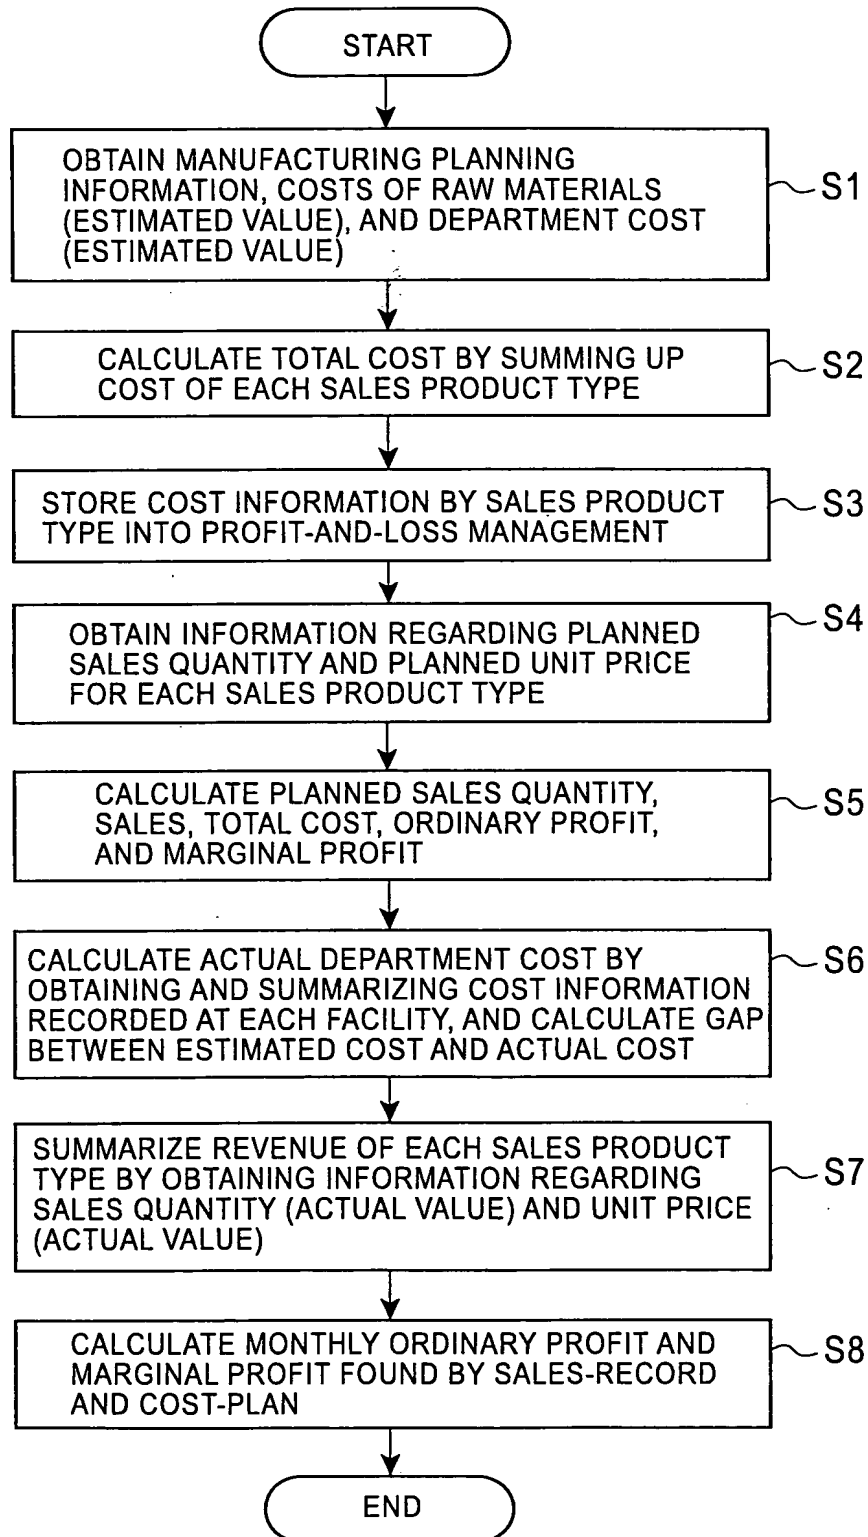 START
OBTAIN MANUFACTURING PLANNING
INFORMATION, COSTS OF RAW MATERIALS
(ESTIMATED VALUE), AND DEPARTMENT COST
(ESTIMATED VALUE)
S1
CALCULATE TOTAL COST BY SUMMING UP
COST OF EACH SALES PRODUCT TYPE
S2
STORE COST INFORMATION BY SALES PRODUCT
TYPE INTO PROFIT-AND-LOSS MANAGEMENT
S3
OBTAIN INFORMATION REGARDING PLANNED
SALES QUANTITY AND PLANNED UNIT PRICE
FOR EACH SALES PRODUCT TYPE
S4
CALCULATE PLANNED SALES QUANTITY,
SALES, TOTAL COST, ORDINARY PROFIT,
AND MARGINAL PROFIT
S5
CALCULATE ACTUAL DEPARTMENT COST BY
OBTAINING AND SUMMARIZING COST INFORMATION
RECORDED AT EACH FACILITY, AND CALCULATE GAP
BETWEEN ESTIMATED COST AND ACTUAL COST
S6
SUMMARIZE REVENUE OF EACH SALES PRODUCT
TYPE BY OBTAINING INFORMATION REGARDING
SALES QUANTITY (ACTUAL VALUE) AND UNIT PRICE
(ACTUAL VALUE)
S7
CALCULATE MONTHLY ORDINARY PROFIT AND
MARGINAL PROFIT FOUND BY SALES-RECORD
AND COST-PLAN
S8
END